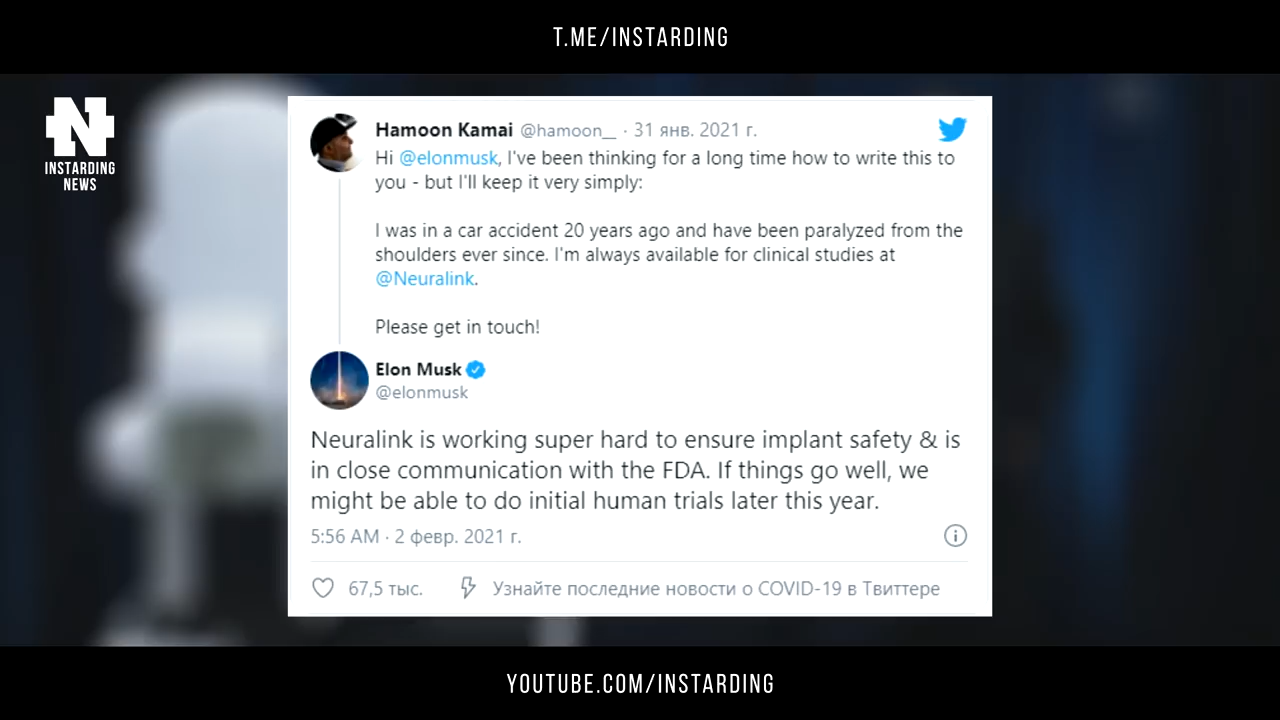 T.ME/INSTARDING
N
INSTARDING
NEWS
Hamoon Kamai @hamoon__ · 31 янв. 2021 г.
Hi @elonmusk, I've been thinking for a long time how to write this to
you - but I'll keep it very simply:
I was in a car accident 20 years ago and have been paralyzed from the
shoulders ever since. I'm always available for clinical studies at
@Neuralink.
Please get in touch!
Elon Musk
@elonmusk
Neuralink is working super hard to ensure implant safety & is
in close communication with the FDA. If things go well, we
might be able to do initial human trials later this year.
5:56 AM · 2 февр. 2021 г.
67,5 тыс. Узнайте последние новости о COVID-19 в Твиттере
YOUTUBE.COM/INSTARDING